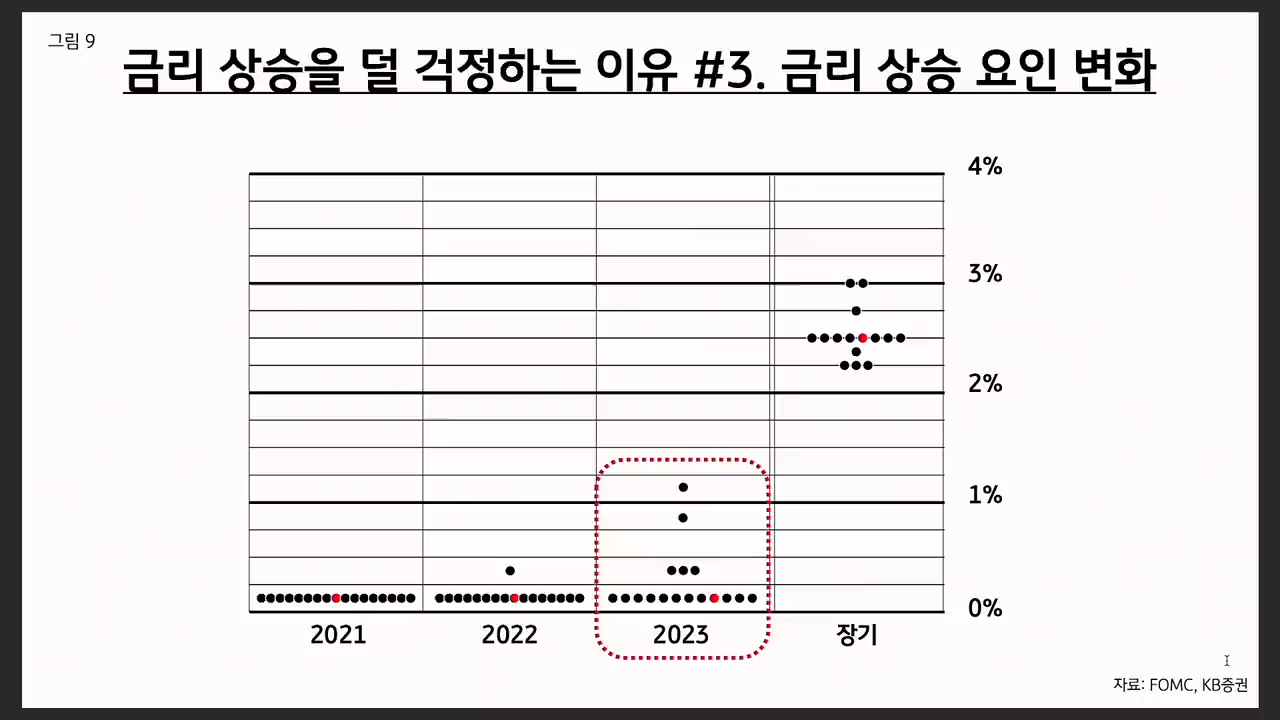 그림 9
금리 상승을 덜 걱정하는 이유 #3. 금리 상승 요인 변화
4%
3%
2%
1%
0%
2021 2022 2023 장기
자료: FOMC, KB증권